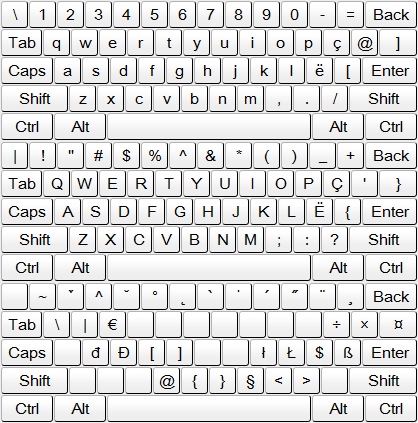 \ 1 2 3 4 5 6 7 8 9 0 - = Back
Tab q w e r t y u i o p ç @ ]
Caps a s d f g h j k l ë [ Enter
Shift z x c v b n m , . / Shift
Ctrl Alt Alt Ctrl
| ! " # $ % ^ & * ( ) _ + Back
Tab Q W E R T Y U I O P Ç ' }
Caps A S D F G H J K L Ë { Enter
Shift Z X C V B N M ; : ? Shift
Ctrl Alt Alt Ctrl
~ ˇ ^ ˘ ° ˛ ` ˙ ´ ˝ ¨ ¸ Back
Tab \ | € ÷ × ¤
Caps đ Đ [ ] ł Ł $ ß Enter
Shift @ { } § < > Shift
Ctrl Alt Alt Ctrl